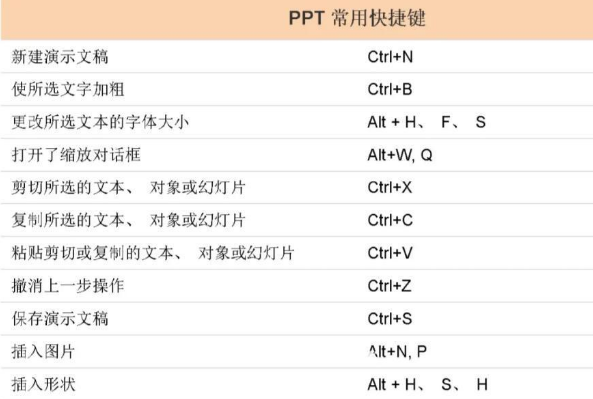 PPT 常用快捷键
新建演示文稿 Ctrl+N
使所选文字加粗 Ctrl+B
更改所选文本的字体大小 Alt + H、 F、 S
打开了缩放对话框 Alt+W, Q
剪切所选的文本、 对象或幻灯片 Ctrl+X
复制所选的文本、 对象或幻灯片 Ctrl+C
粘贴剪切或复制的文本、 对象或幻灯片 Ctrl+V
撤消上一步操作 Ctrl+Z
保存演示文稿 Ctrl+S
插入图片 Alt+N, P
插入形状 Alt + H、 S、 H